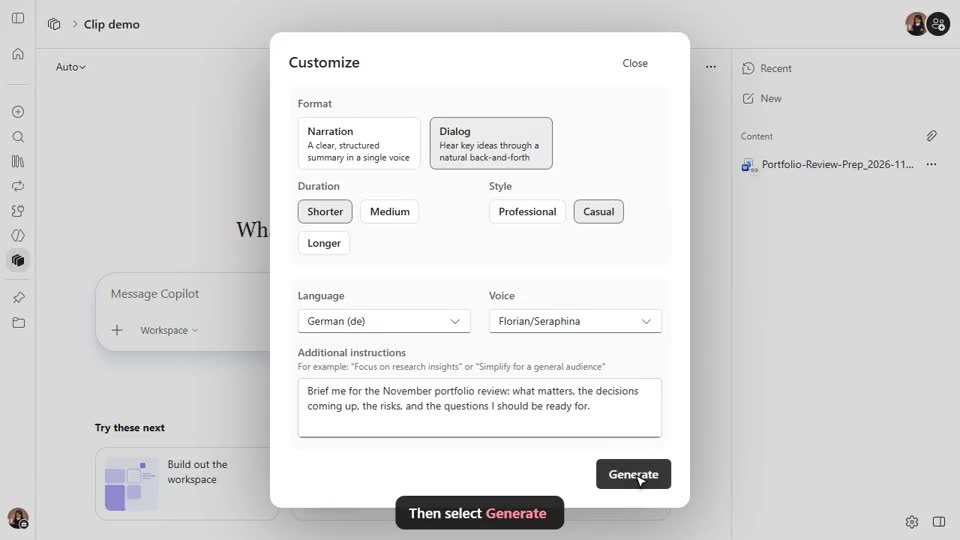 Clip demo
Auto
Recent
New
Content
Portfolio-Review-Prep_2026-11...
Customize
Close
Format
Narration
A clear, structured
summary in a single voice
Dialog
Hear key ideas through a
natural back-and-forth
Duration
Style
Shorter
Medium
Professional
Casual
Longer
Language
Voice
German (de)
Florian/Seraphina
Additional instructions
For example: "Focus on research insights" or "Simplify for a general audience"
Brief me for the November portfolio review: what matters, the decisions
coming up, the risks, and the questions I should be ready for.
Generate
Message Copilot
Workspace
Try these next
Build out the
workspace
Then select Generate